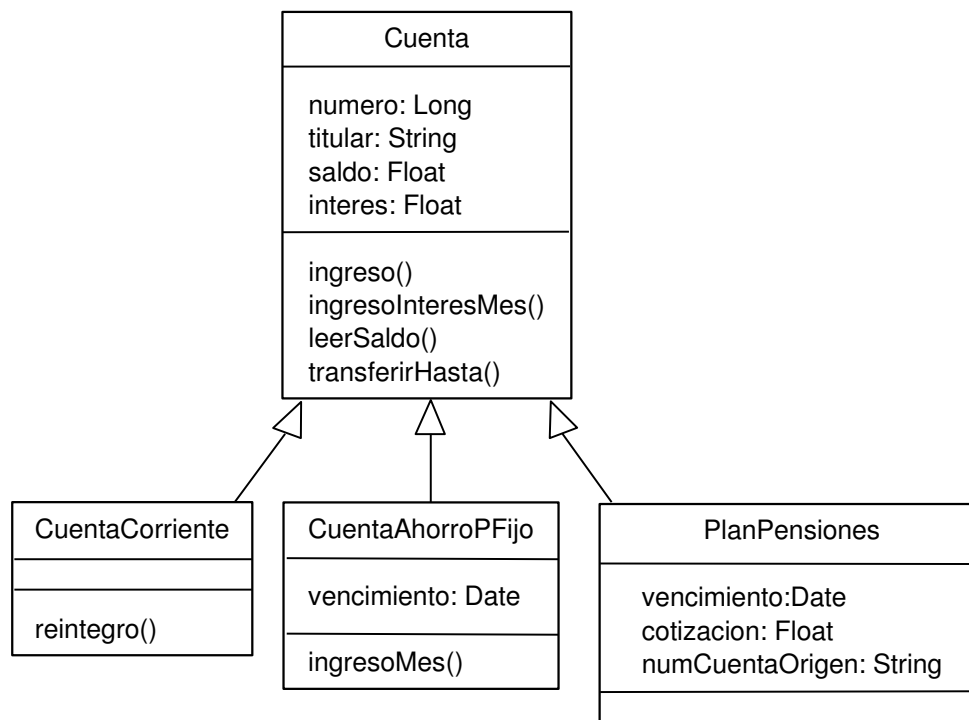 Cuenta
numero: Long
titular: String
saldo: Float
interes: Float
ingreso()
ingresoInteresMes()
leerSaldo()
transferirHasta()
CuentaCorriente
reintegro()
CuentaAhorroPFijo
vencimiento: Date
ingresoMes()
PlanPensiones
vencimiento:Date
cotizacion: Float
numCuentaOrigen: String